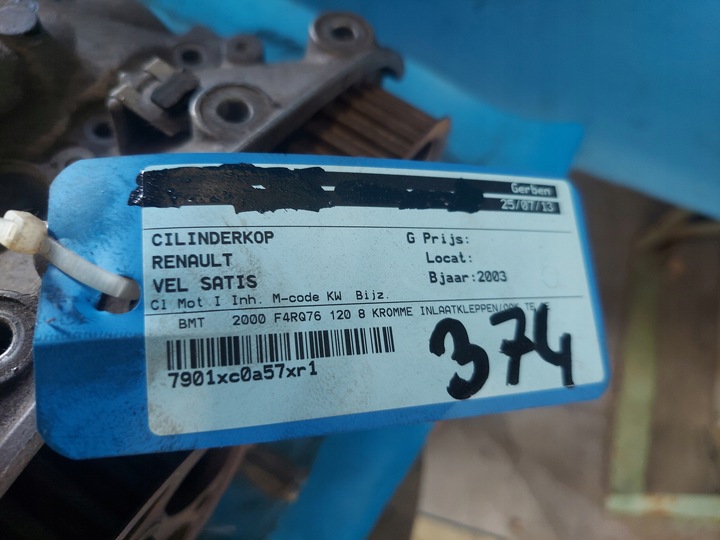 Gerben
25/07/13
CILINDERKOP G Prijs:
RENAULT Locat:
VEL SATIS Bjaar:2003
Cl Mot I Inh. M-code KW Bijz.
BMT 2000 F4RQ76 120 8 KROMME INLAATKLEPPEN/
7901xc0a57xr1
374